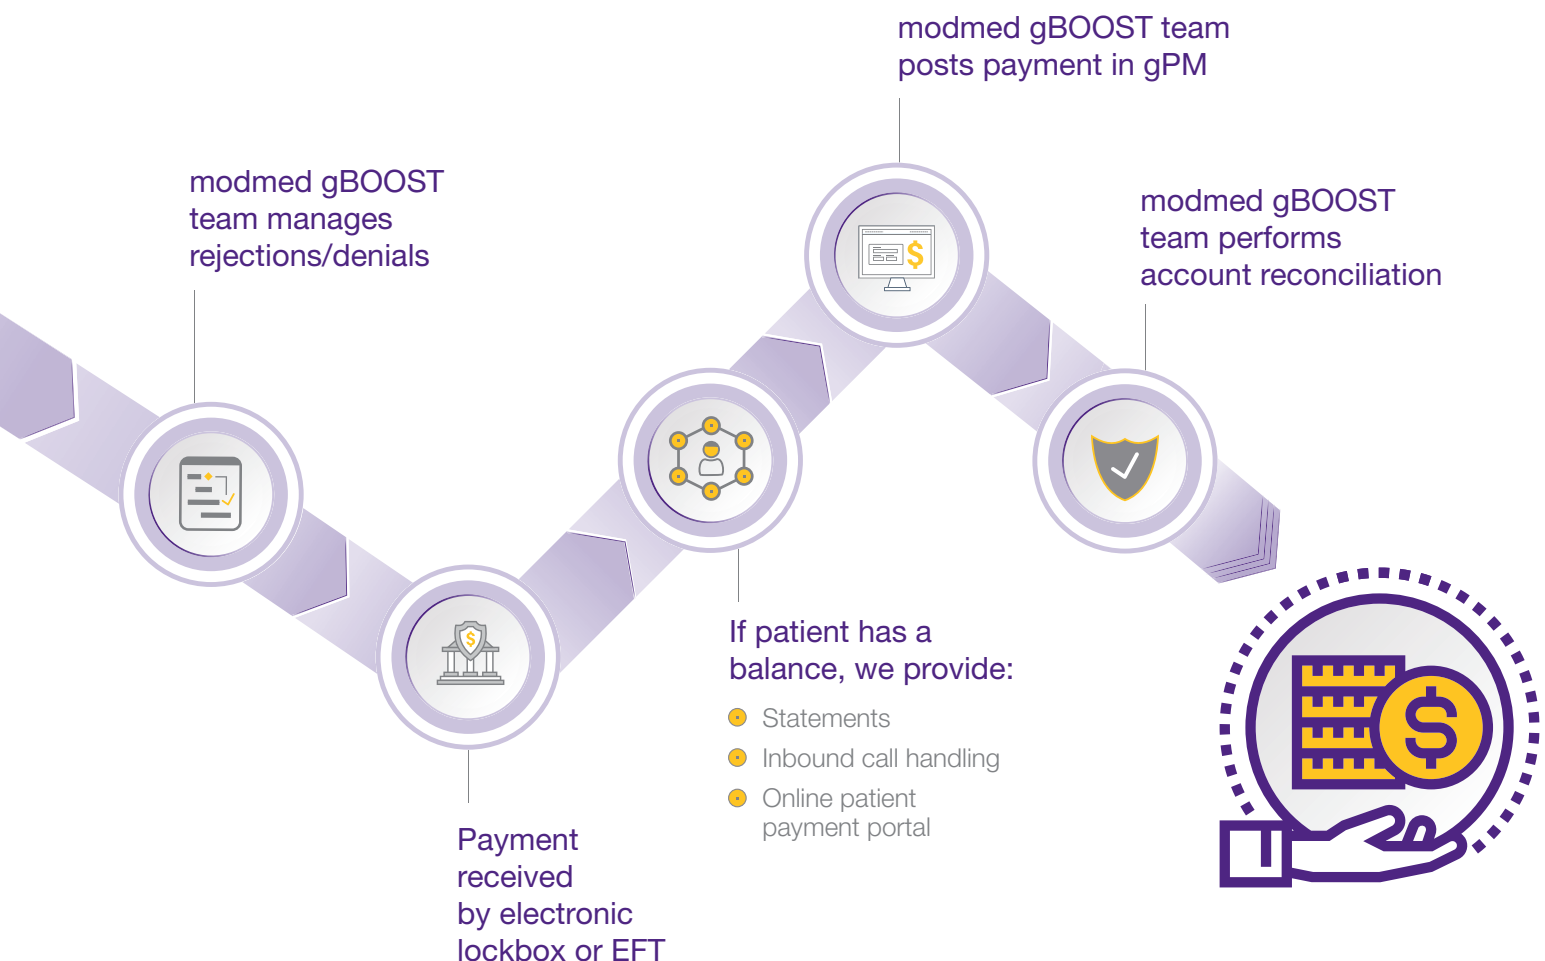 modmed gBOOST
team manages
rejections/denials
Payment
received
by electronic
lockbox or EFT
If patient has a
balance, we provide:
Statements
Inbound call handling
Online patient
payment portal
modmed gBOOST team
posts payment in gPM
modmed gBOOST
team performs
account reconciliation